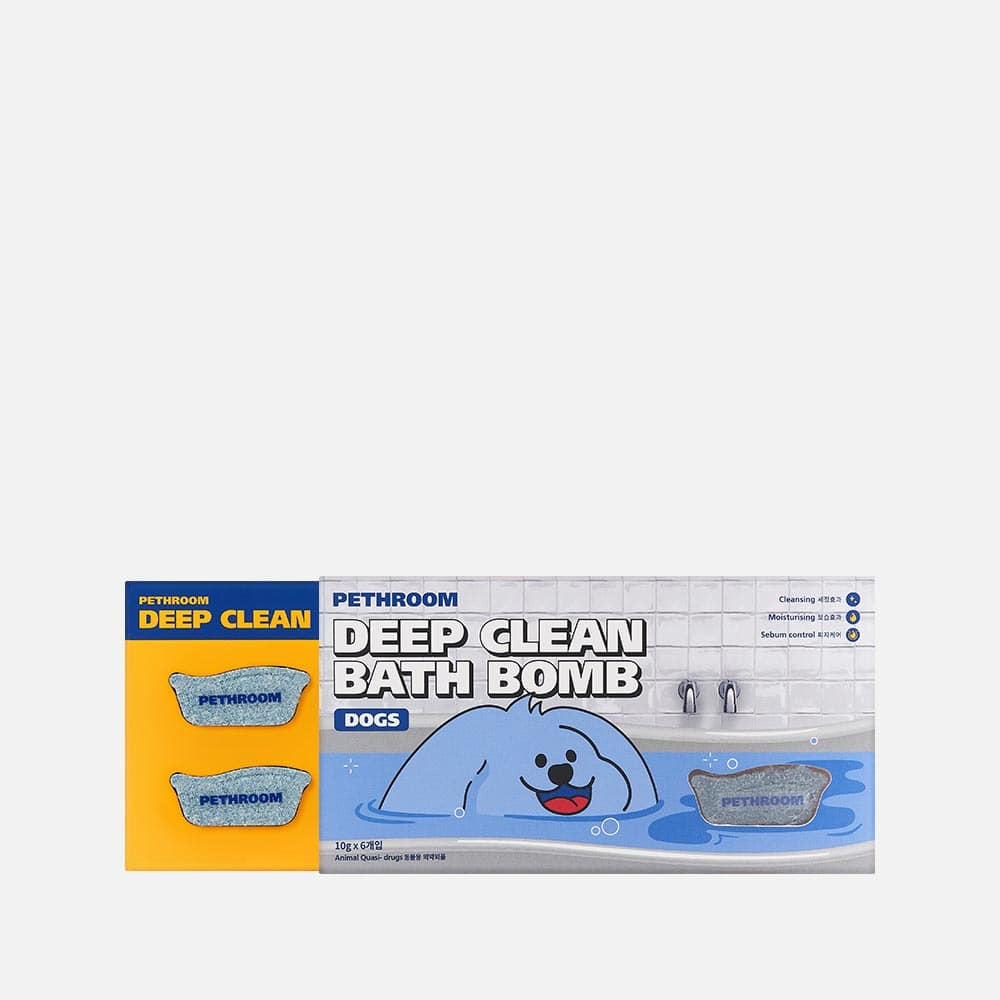 PETHROOM
DEEP CLEAN
PETHROOM
PETHROOM
PETHROOM
DEEP CLEAN
BATH BOMB
DOGS
Cleansing 세정효과
Moisturising 보습효과
Sebum control 피지케어
PETHROOM
10g x 6개입
Animal Quasi- drugs 동물용 의약외품